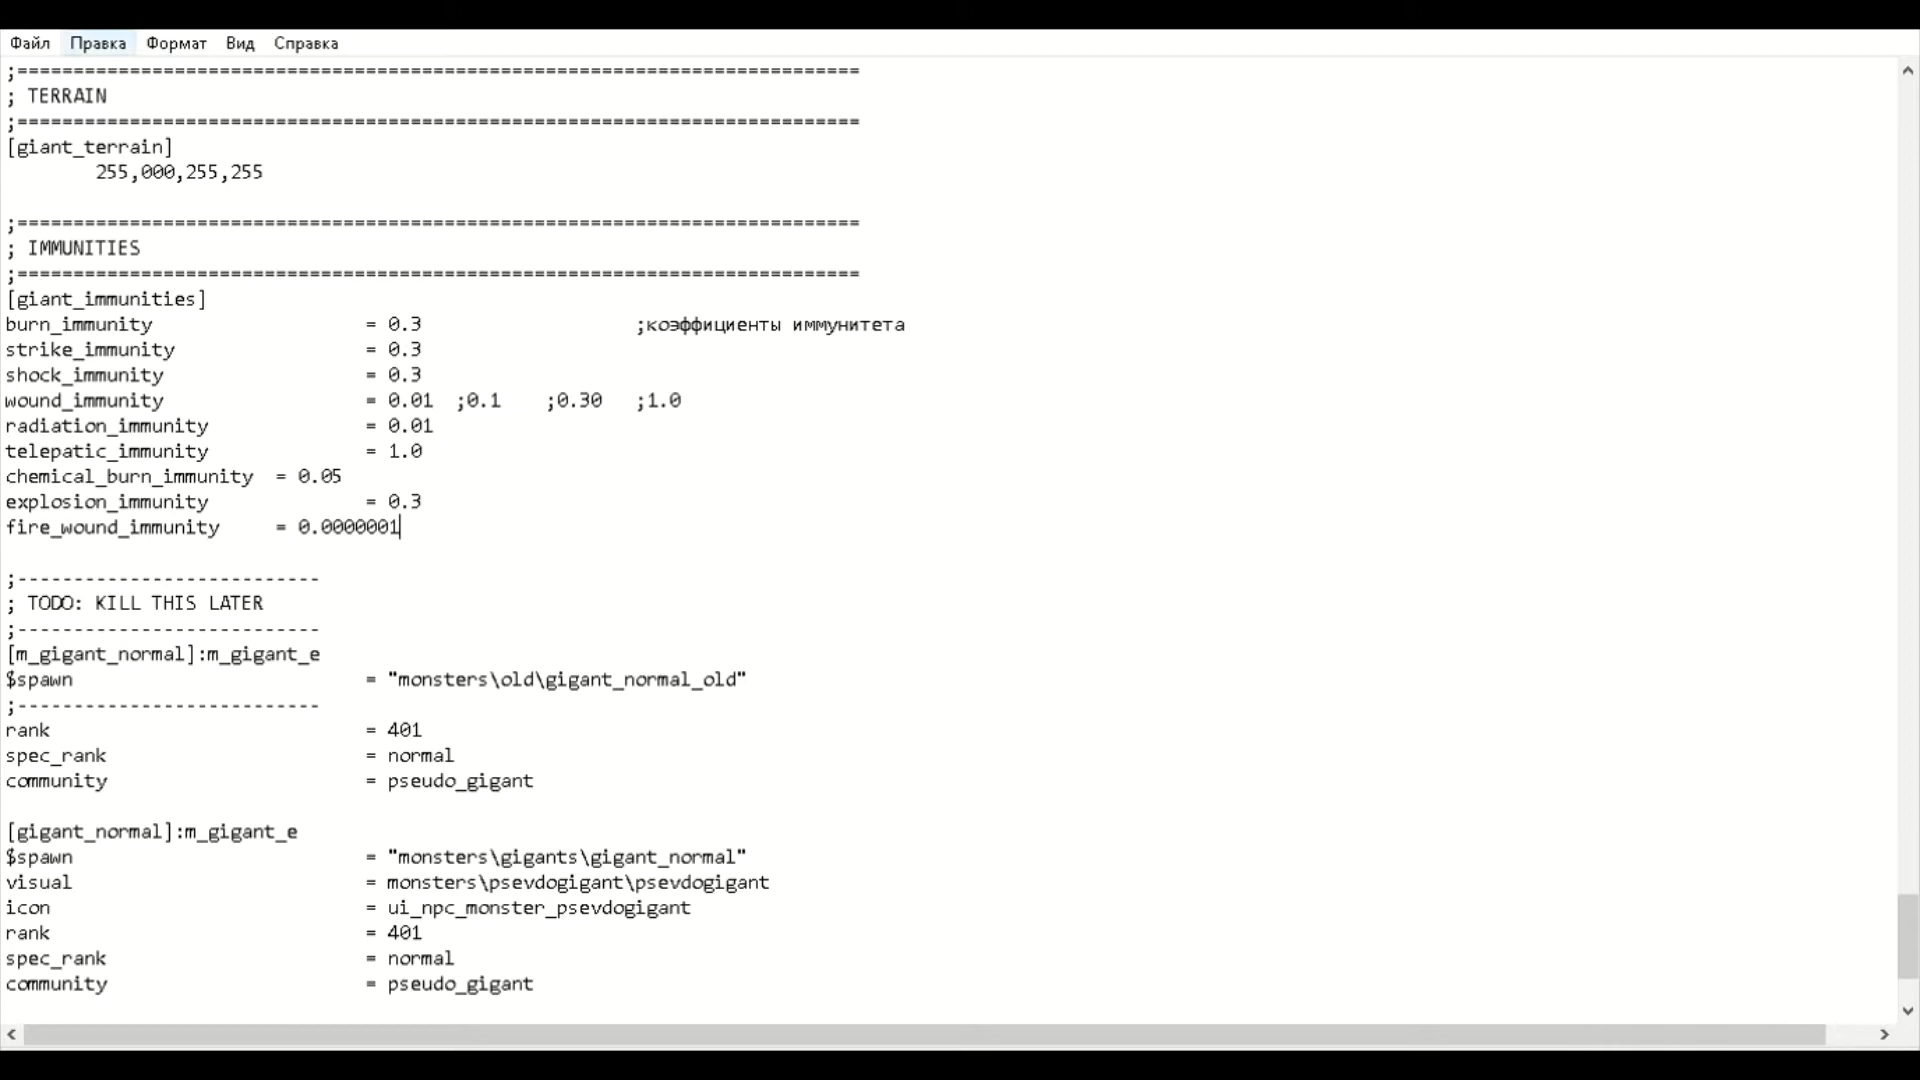 Файл Правка Формат Вид Справка
;===========================================================================
; TERRAIN
;===========================================================================
[giant_terrain]
255,000,255,255
;===========================================================================
; IMMUNITIES
;===========================================================================
[giant_immunities]
burn_immunity = 0.3 ;коэффициенты иммунитета
strike_immunity = 0.3
shock_immunity = 0.3
wound_immunity = 0.01 ;0.1 ;0.30 ;1.0
radiation_immunity = 0.01
telepatic_immunity = 1.0
chemical_burn_immunity = 0.05
explosion_immunity = 0.3
fire_wound_immunity = 0.0000001
;---------------------------
; TODO: KILL THIS LATER
;---------------------------
[m_gigant_normal]:m_gigant_e
$spawn = "monsters\old\gigant_normal_old"
;---------------------------
rank = 401
spec_rank = normal
community = pseudo_gigant
[gigant_normal]:m_gigant_e
$spawn = "monsters\gigants\gigant_normal"
visual = monsters\psevdogigant\psevdogigant
icon = ui_npc_monster_psevdogigant
rank = 401
spec_rank = normal
community = pseudo_gigant